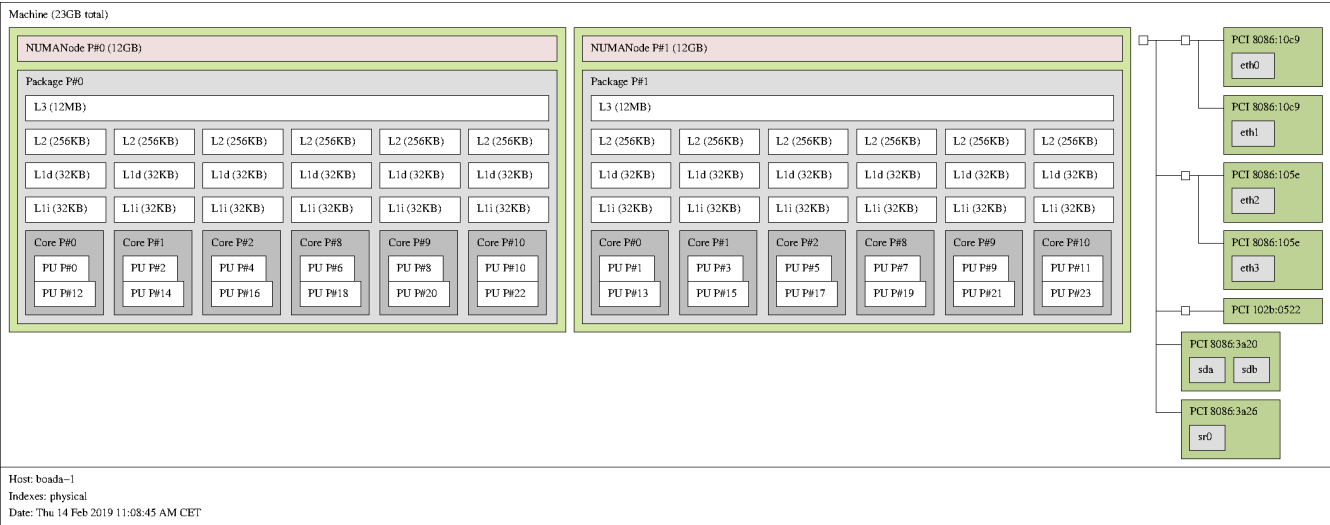 Machine (23GB total)
NUMANode P#0 (12GB)
Package P#0
L3 (12MB)
L2 (256KB) L2 (256KB) L2 (256KB) L2 (256KB) L2 (256KB) L2 (256KB)
L1d (32KB) L1d (32KB) L1d (32KB) L1d (32KB) L1d (32KB) L1d (32KB)
L1i (32KB) L1i (32KB) L1i (32KB) L1i (32KB) L1i (32KB) L1i (32KB)
Core P#0 Core P#1 Core P#2 Core P#8 Core P#9 Core P#10
PU P#0 PU P#2 PU P#4 PU P#6 PU P#8 PU P#10
PU P#12 PU P#14 PU P#16 PU P#18 PU P#20 PU P#22
NUMANode P#1 (12GB)
Package P#1
L3 (12MB)
L2 (256KB) L2 (256KB) L2 (256KB) L2 (256KB) L2 (256KB) L2 (256KB)
L1d (32KB) L1d (32KB) L1d (32KB) L1d (32KB) L1d (32KB) L1d (32KB)
L1i (32KB) L1i (32KB) L1i (32KB) L1i (32KB) L1i (32KB) L1i (32KB)
Core P#0 Core P#1 Core P#2 Core P#8 Core P#9 Core P#10
PU P#1 PU P#3 PU P#5 PU P#7 PU P#9 PU P#11
PU P#13 PU P#15 PU P#17 PU P#19 PU P#21 PU P#23
PCI 8086:10c9
eth0
PCI 8086:10c9
eth1
PCI 8086:105e
eth2
PCI 8086:105e
eth3
PCI 102b:0522
PCI 8086:3a20
sda sdb
PCI 8086:3a26
sr0
Host: boada-1
Indexes: physical
Date: Thu 14 Feb 2019 11:08:45 AM CET